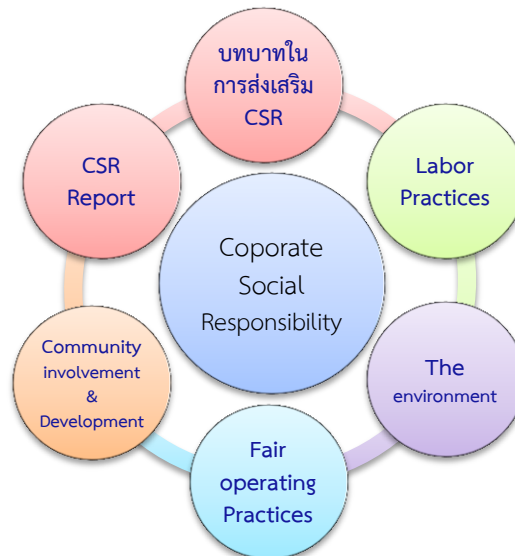 บทบาทใน
การส่งเสริม
CSR
CSR
Report
Labor
Practices
Coporate
Social
Responsibility
Community
involvement
&
Development
The
environment
Fair
operating
Practices